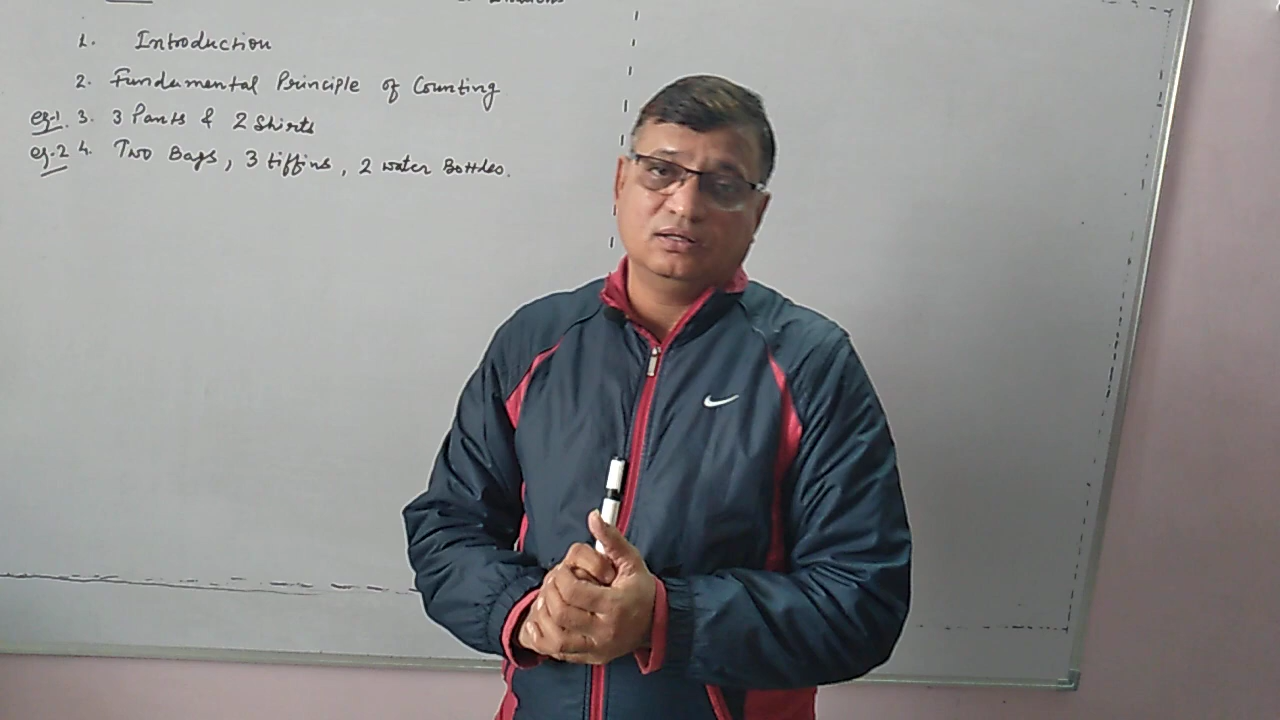 1. Introduction
2. Fundamental Principle of Counting
eg.1. 3. 3 Pants & 2 Shirts
eg.2 4. Two Bags, 3 tiffins, 2 water Bottles.